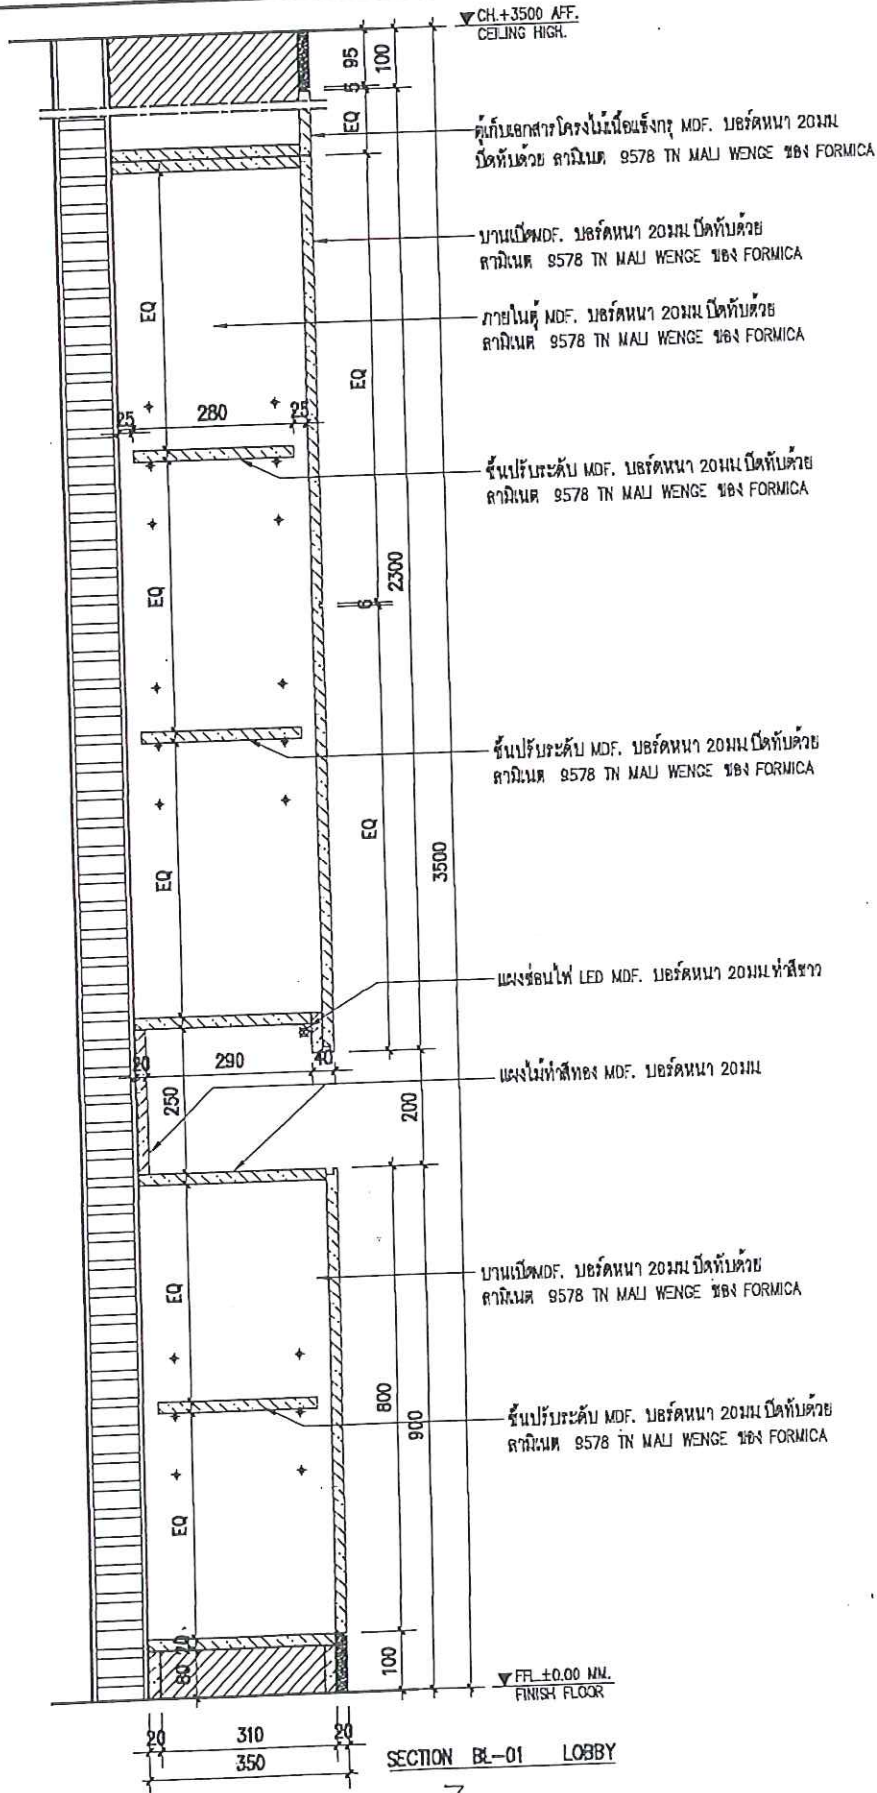 CH.+3500 AFF.
CEILING HIGH.
95
100
5
EQ
ตู้เก็บเอกสารโครงไม้เนื้อแข็งกรุ MDF. บอร์ดหนา 20มม
ปิดทับด้วย ลามิเนต 9578 TN MALI WENGE ของ FORMICA
บานเปิดMDF. บอร์ดหนา 20มม ปิดทับด้วย
ลามิเนต 9578 TN MALI WENGE ของ FORMICA
ภายในตู้ MDF. บอร์ดหนา 20มม ปิดทับด้วย
ลามิเนต 9578 TN MALI WENGE ของ FORMICA
EQ
EQ
25
280
25
ชั้นปรับระดับ MDF. บอร์ดหนา 20มม ปิดทับด้วย
ลามิเนต 9578 TN MALI WENGE ของ FORMICA
2300
EQ
6
ชั้นปรับระดับ MDF. บอร์ดหนา 20มม ปิดทับด้วย
ลามิเนต 9578 TN MALI WENGE ของ FORMICA
EQ
EQ
3500
แผงซ่อนไฟ LED MDF. บอร์ดหนา 20มม ทำสีขาว
20
290
40
แผงไม้ทำสีทอง MDF. บอร์ดหนา 20มม
250
200
บานเปิดMDF. บอร์ดหนา 20มม ปิดทับด้วย
ลามิเนต 9578 TN MALI WENGE ของ FORMICA
EQ
800
900
ชั้นปรับระดับ MDF. บอร์ดหนา 20มม ปิดทับด้วย
ลามิเนต 9578 TN MALI WENGE ของ FORMICA
EQ
20
80
100
FFL.±0.00 MM.
FINISH FLOOR
20
310
20
350
SECTION BL-01 LOBBY